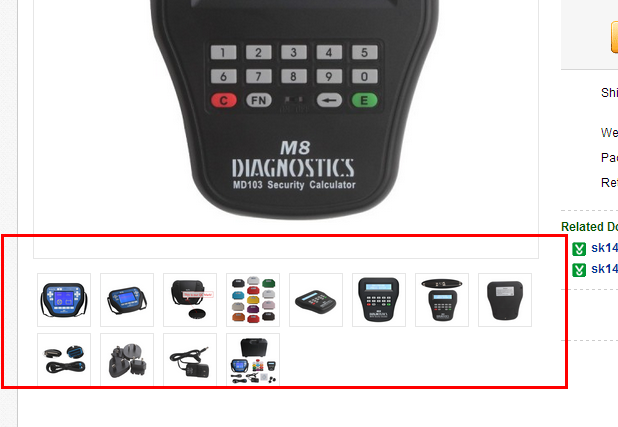 1 2 3 4 5
6 7 8 9 0
C FN E
M8
DIAGNOSTICS
MD103 Security Calculator
Shi
We
Pac
Ret
Related Do
sk14
sk14